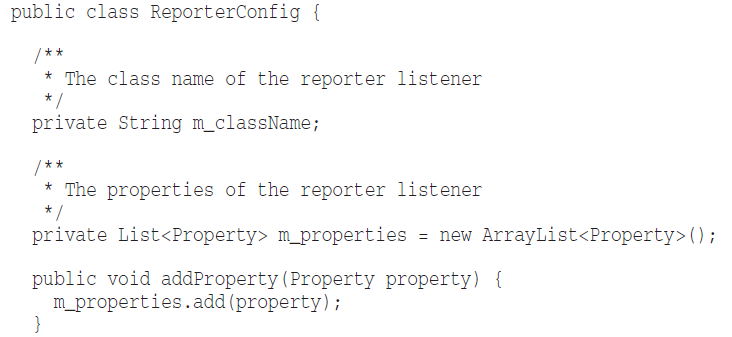 public class ReporterConfig {
/**
* The class name of the reporter listener
*/
private String m_className;
/**
* The properties of the reporter listener
*/
private List<Property> m_properties = new ArrayList<Property>();
public void addProperty(Property property) {
m_properties.add(property);
}